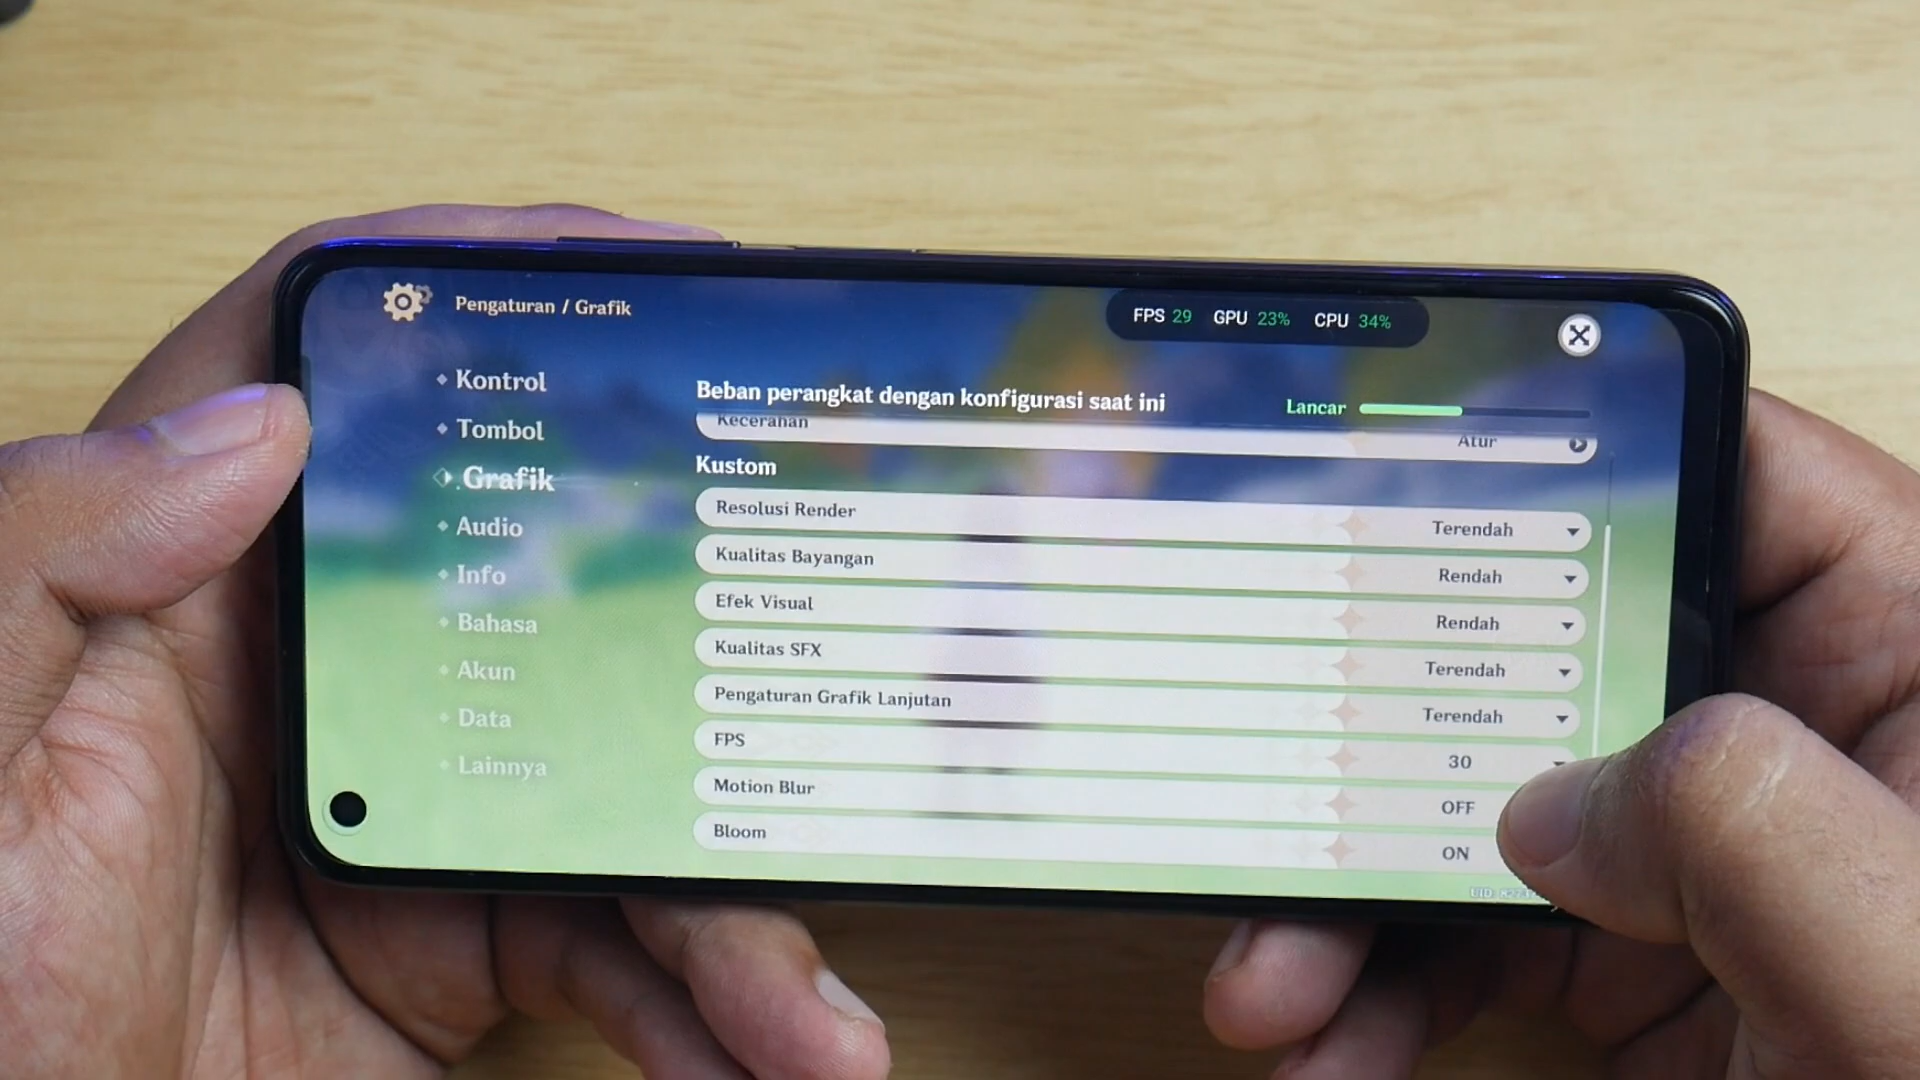 Pengaturan / Grafik
FPS 29 GPU 23% CPU 34%
Kontrol
Tombol
Grafik
Audio
Info
Bahasa
Akun
Data
Lainnya
Beban perangkat dengan konfigurasi saat ini Lancar
Kecerahan Atur
Kustom
Resolusi Render Terendah
Kualitas Bayangan Rendah
Efek Visual Rendah
Kualitas SFX Terendah
Pengaturan Grafik Lanjutan Terendah
FPS 30
Motion Blur OFF
Bloom ON
UID: